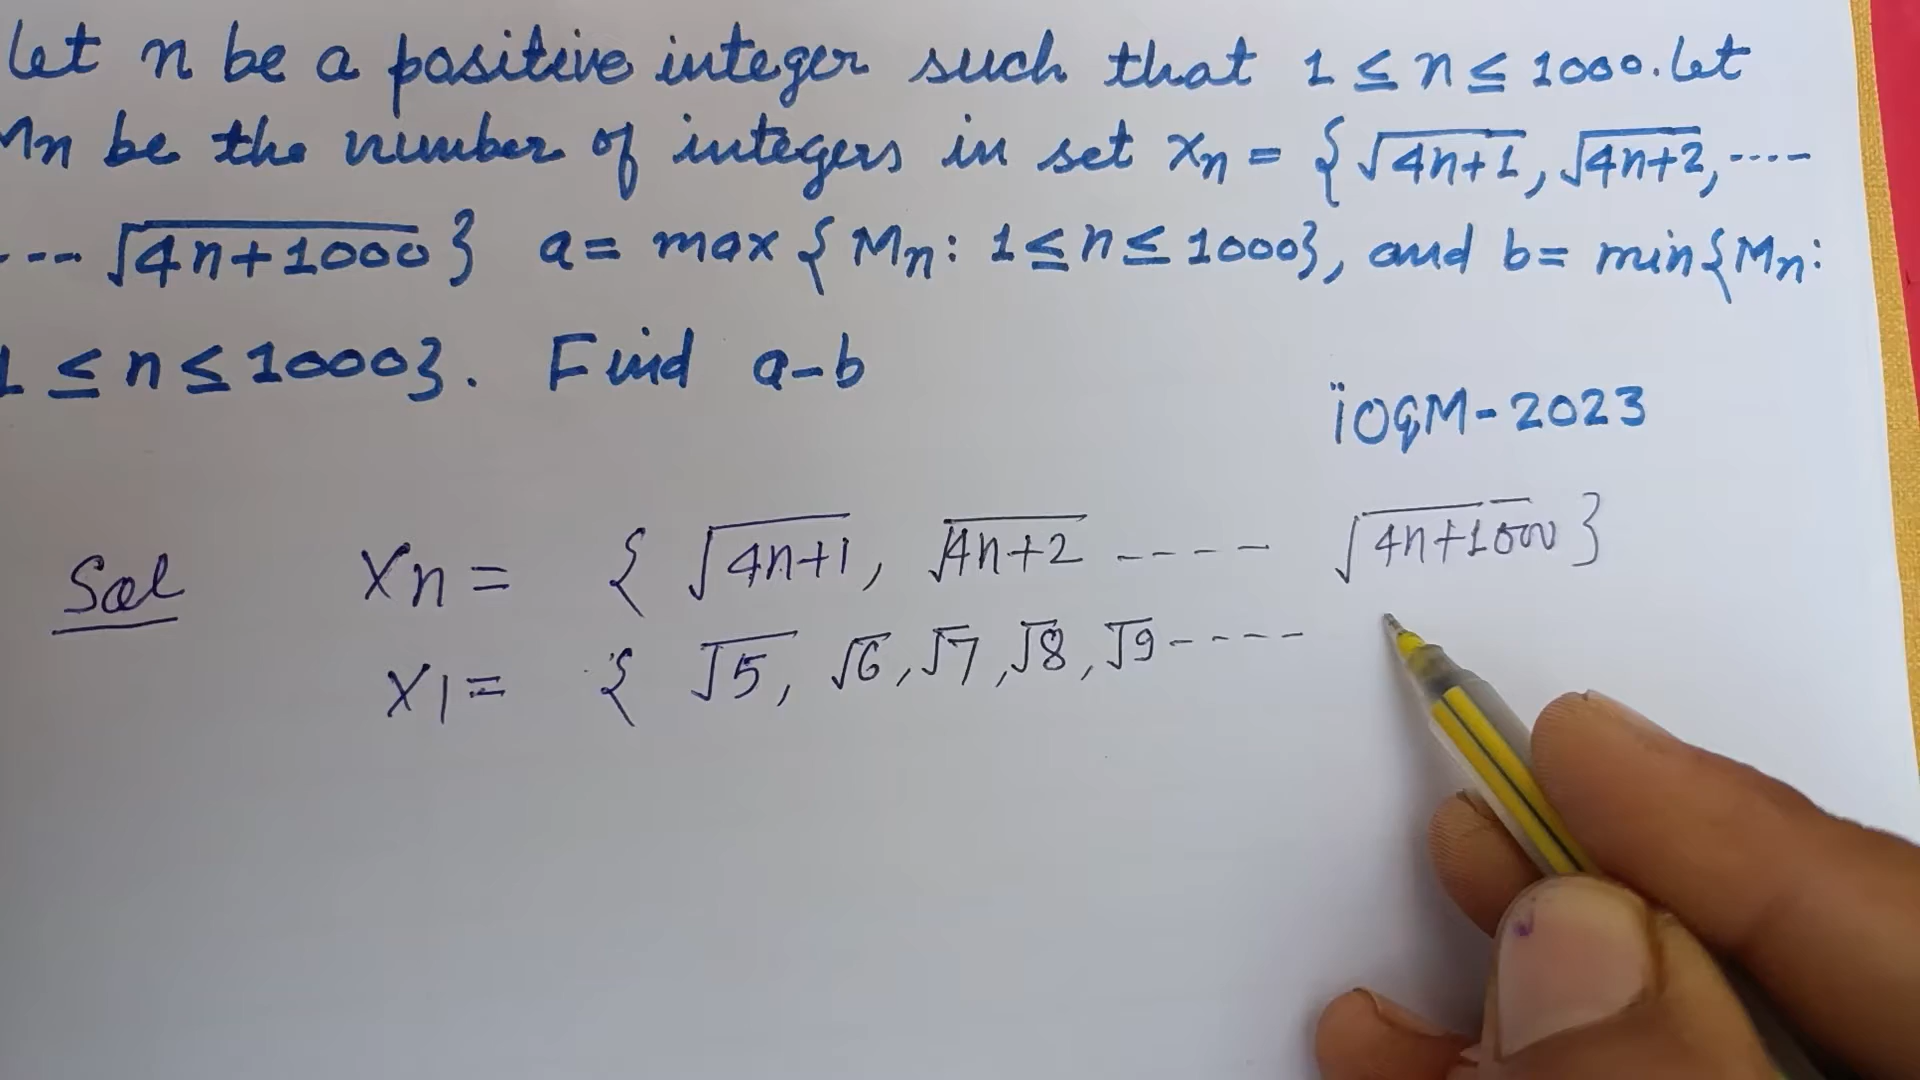 let n be a positive integer such that 1 ≤ n ≤ 1000. let
Mn be the number of integers in set xn = {√4n+1, √4n+2, ----
--- √4n+1000} a = max {Mn: 1 ≤ n ≤ 1000}, and b = min{Mn:
1 ≤ n ≤ 1000}. Find a-b
IOQM-2023
Sol Xn = { √4n+1, √4n+2 ---- √4n+1000}
X1 = { √5, √6, √7, √8, √9 ----